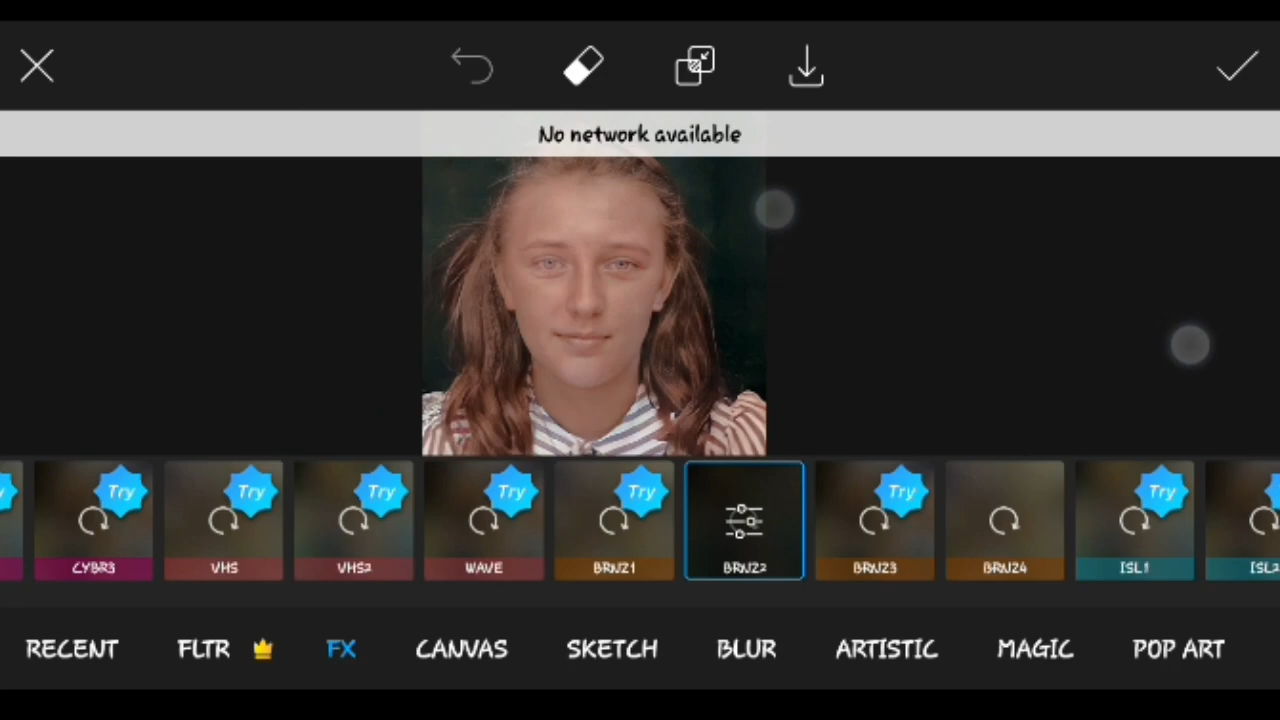 No network available
Try Try Try Try Try Try Try
CYBR3 VHS VHS2 WAVE BRNZ1 BRNZ2 BRNZ3 BRNZ4 ISL1 ISL2
RECENT FLTR FX CANVAS SKETCH BLUR ARTISTIC MAGIC POP ART